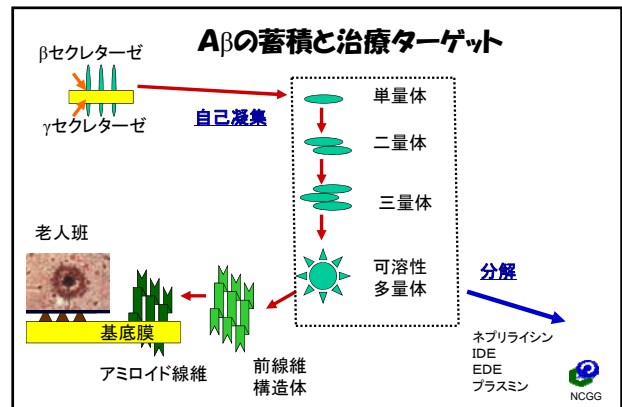 Aβの蓄積と治療ターゲット
βセクレターゼ
γセクレターゼ
自己凝集
単量体
二量体
三量体
可溶性
多量体
分解
老人班
基底膜
アミロイド線維
前線維
構造体
ネプリライシン
IDE
EDE
プラスミン
NCGG